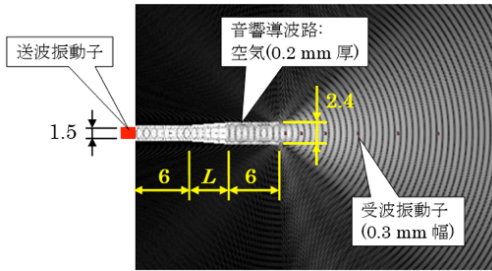 音響導波路:
空気(0.2 mm 厚)
送波振動子
2.4
1.5
6
L
6
受波振動子
(0.3 mm 幅)